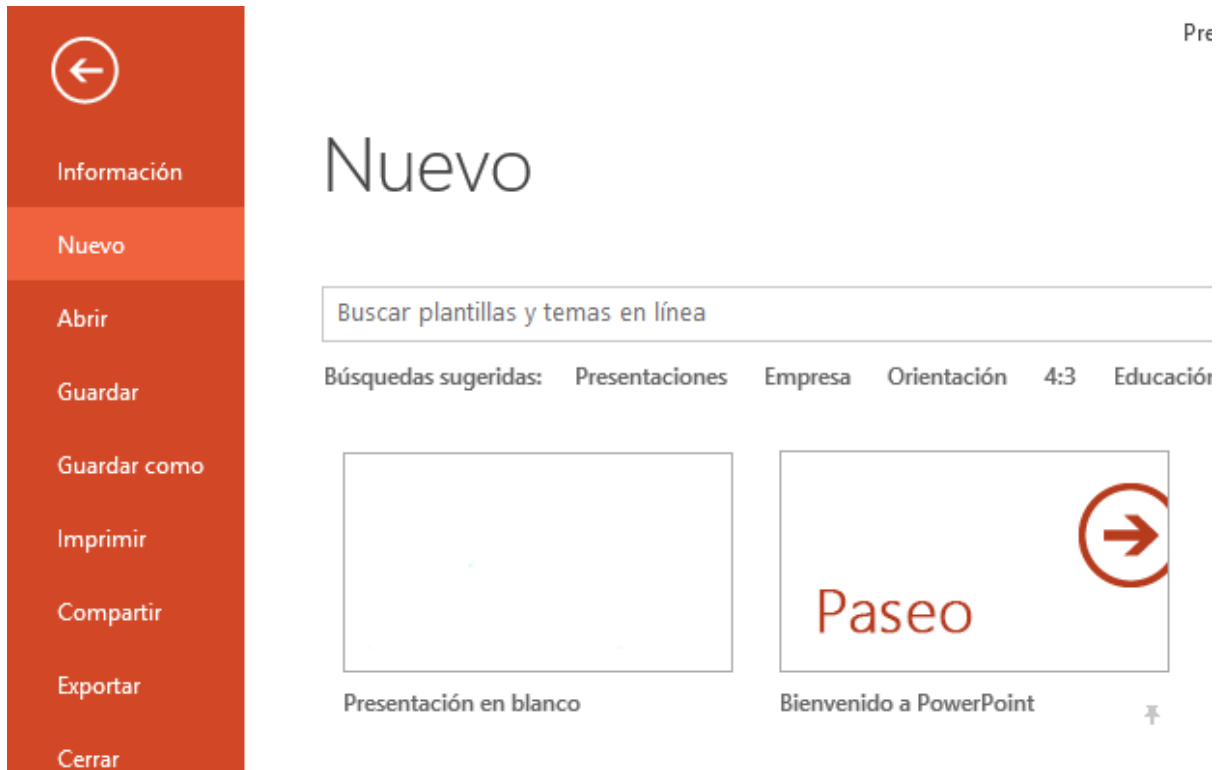 Pre
Información
Nuevo
Abrir
Guardar
Guardar como
Imprimir
Compartir
Exportar
Cerrar
Nuevo
Buscar plantillas y temas en línea
Búsquedas sugeridas: Presentaciones Empresa Orientación 4:3 Educación
Paseo
Presentación en blanco
Bienvenido a PowerPoint